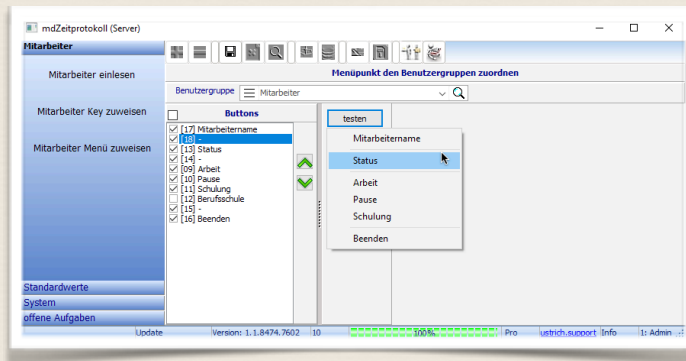 mdZeitprotokoll (Server)
Mitarbeiter
Mitarbeiter einlesen
Mitarbeiter Key zuweisen
Mitarbeiter Menü zuweisen
Standardwerte
System
offene Aufgaben
Menüpunkt den Benutzergruppen zuordnen
Benutzergruppe Mitarbeiter
Buttons
[17] Mitarbeitername
[18] -
[13] Status
[14] -
[09] Arbeit
[10] Pause
[11] Schulung
[12] Berufsschule
[15] -
[16] Beenden
testen
Mitarbeitername
Status
Arbeit
Pause
Schulung
Beenden
Update Version: 1.1.8474.7602 10 100% Pro ustrich.support Info 1: Admin